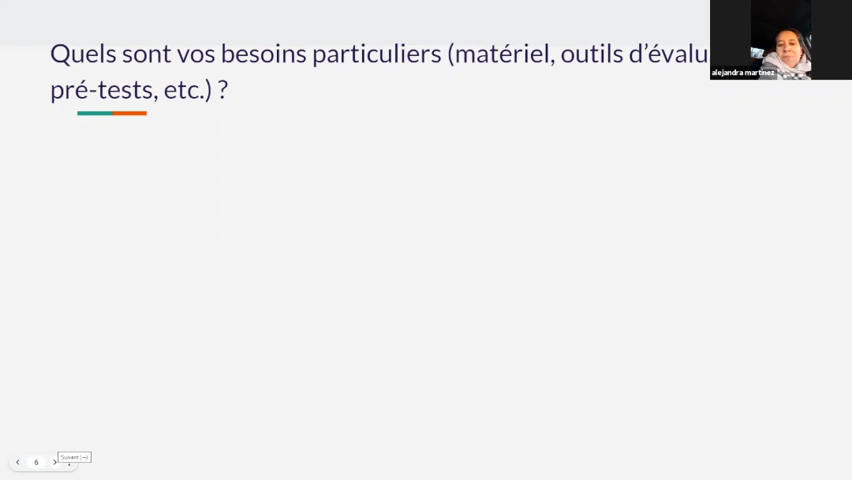 Quels sont vos besoins particuliers (matériel, outils d’évalu
pré-tests, etc.) ?
alejandra martinez
6
Suivant (→)